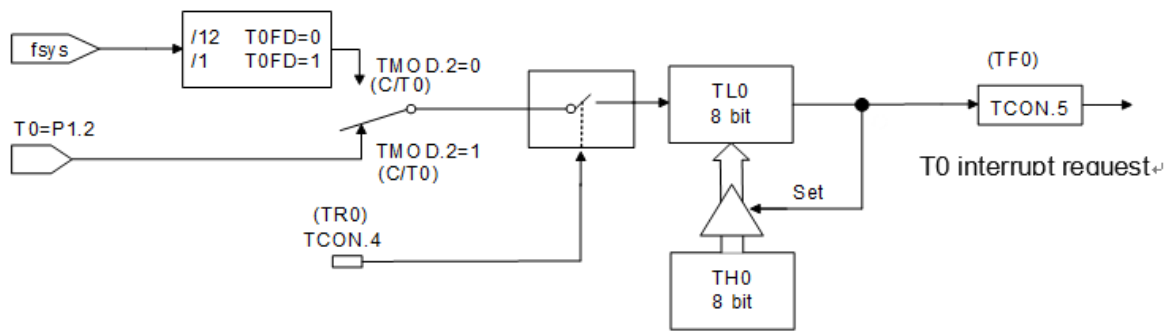 fsys
/12 T0FD=0
/1 T0FD=1
TMOD.2=0
(C/T0)
T0=P1.2
TMOD.2=1
(C/T0)
(TR0)
TCON.4
TL0
8 bit
Set
TH0
8 bit
(TF0)
TCON.5
T0 interrupt request↵